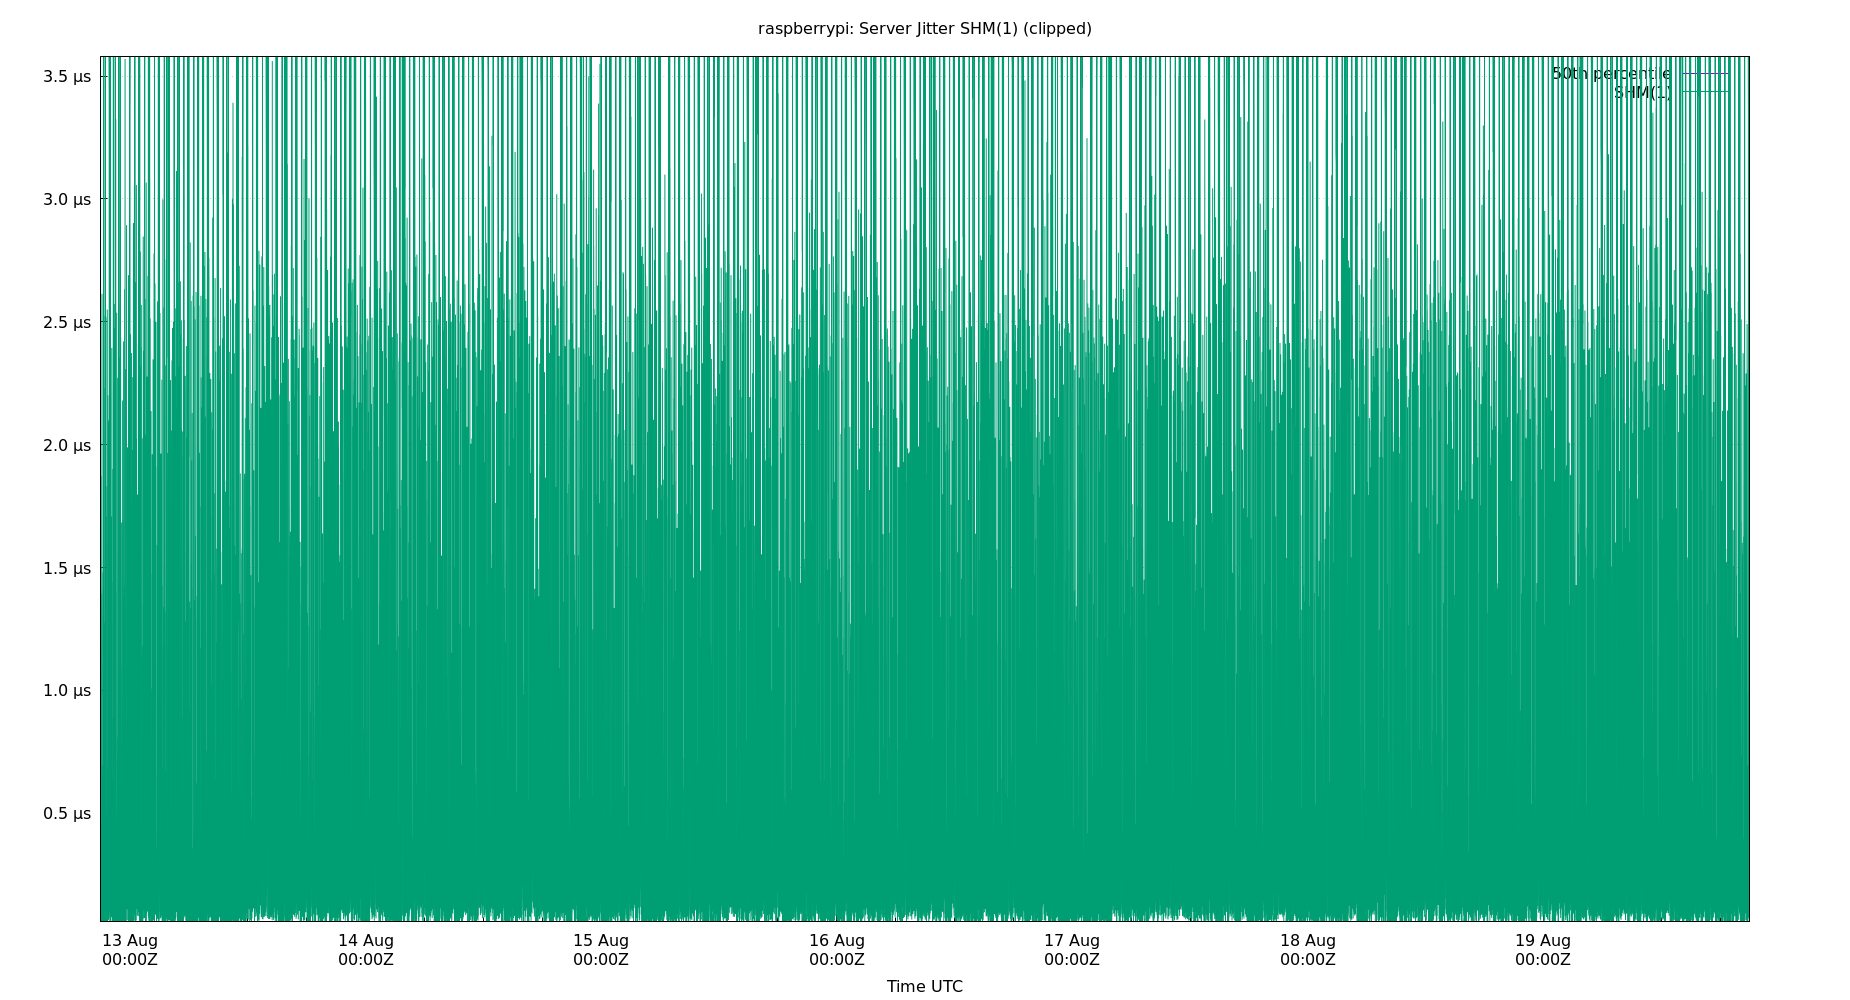 raspberrypi: Server Jitter SHM(1) (clipped)
3.5 µs
3.0 µs
2.5 µs
2.0 µs
1.5 µs
1.0 µs
0.5 µs
50th percentile
SHM(1)
13 Aug 14 Aug 15 Aug 16 Aug 17 Aug 18 Aug 19 Aug
00:00Z 00:00Z 00:00Z 00:00Z 00:00Z 00:00Z 00:00Z
Time UTC